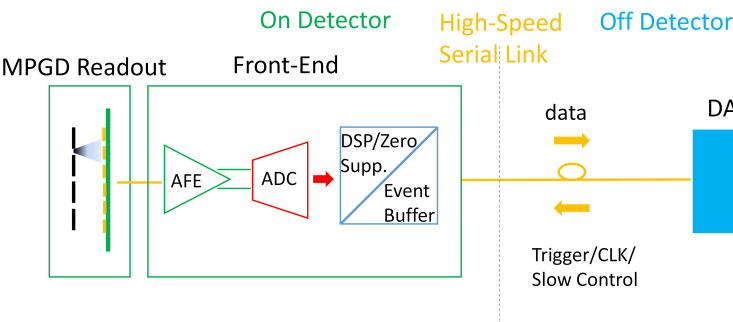 On Detector
High-Speed
Serial Link
Off Detector
MPGD Readout
Front-End
data
DA
DSP/Zero
Supp.
AFE
ADC
Event
Buffer
Trigger/CLK/
Slow Control